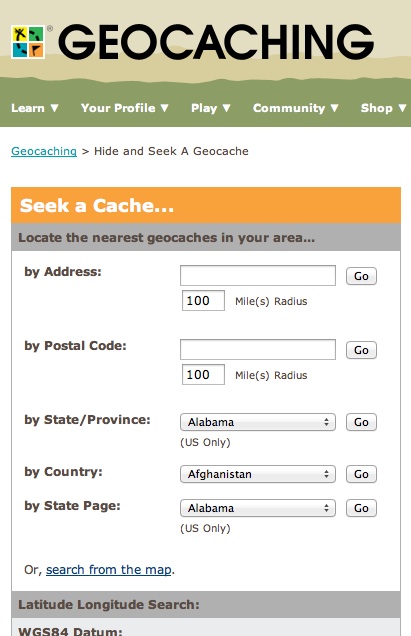 GEOCACHING
®
Learn ▼ Your Profile ▼ Play ▼ Community ▼ Shop ▼
Geocaching > Hide and Seek A Geocache
Seek a Cache...
Locate the nearest geocaches in your area...
by Address: Go
100 Mile(s) Radius
by Postal Code: Go
100 Mile(s) Radius
by State/Province: Alabama Go
(US Only)
by Country: Afghanistan Go
by State Page: Alabama Go
(US Only)
Or, search from the map.
Latitude Longitude Search:
WGS84 Datum: